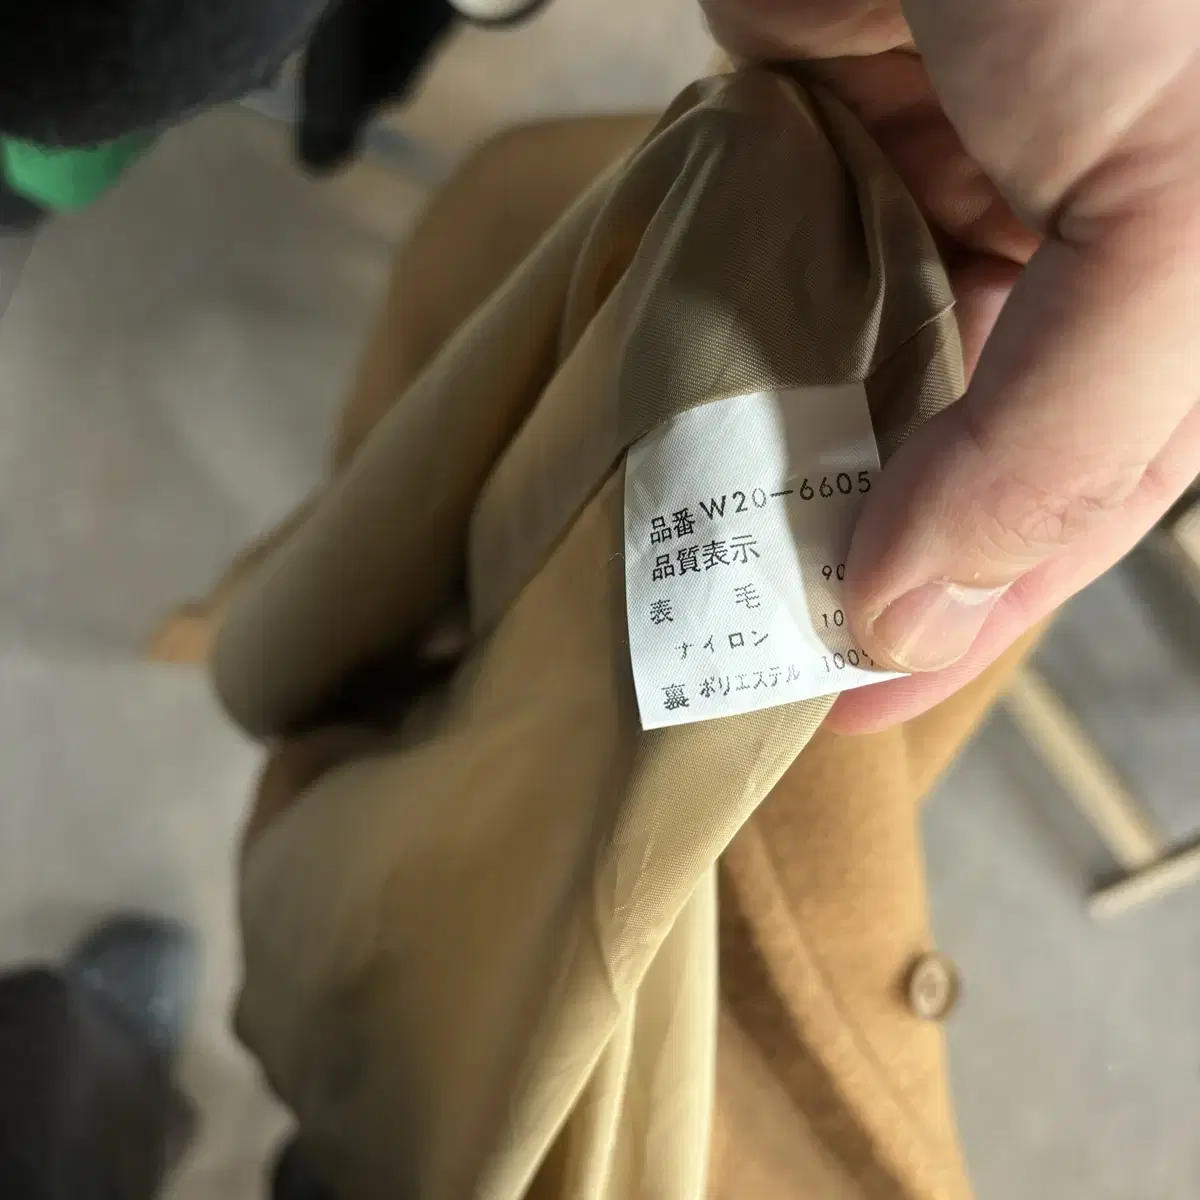 品番 W20-6605
品質表示
表 毛 90
ナイロン 10
裏 ポリエステル 100%